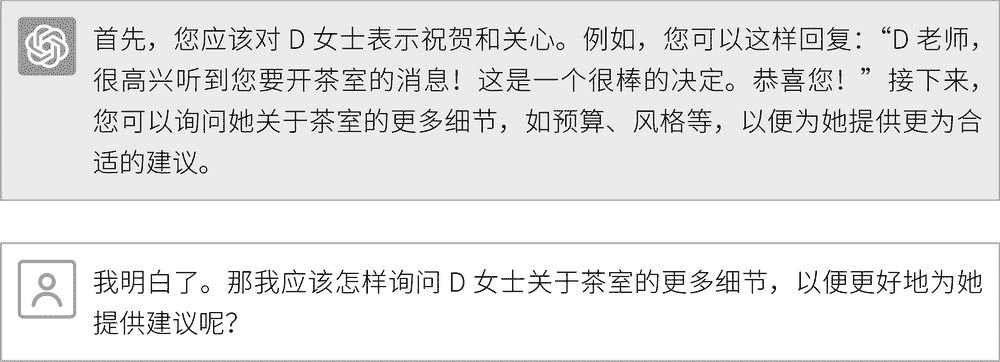 首先，您应该对 D 女士表示祝贺和关心。例如，您可以这样回复：“D 老师，
很高兴听到您要开茶室的消息！这是一个很棒的决定。恭喜您！”接下来，
您可以询问她关于茶室的更多细节，如预算、风格等，以便为她提供更为合
适的建议。
我明白了。那我应该怎样询问 D 女士关于茶室的更多细节，以便更好地为她
提供建议呢？